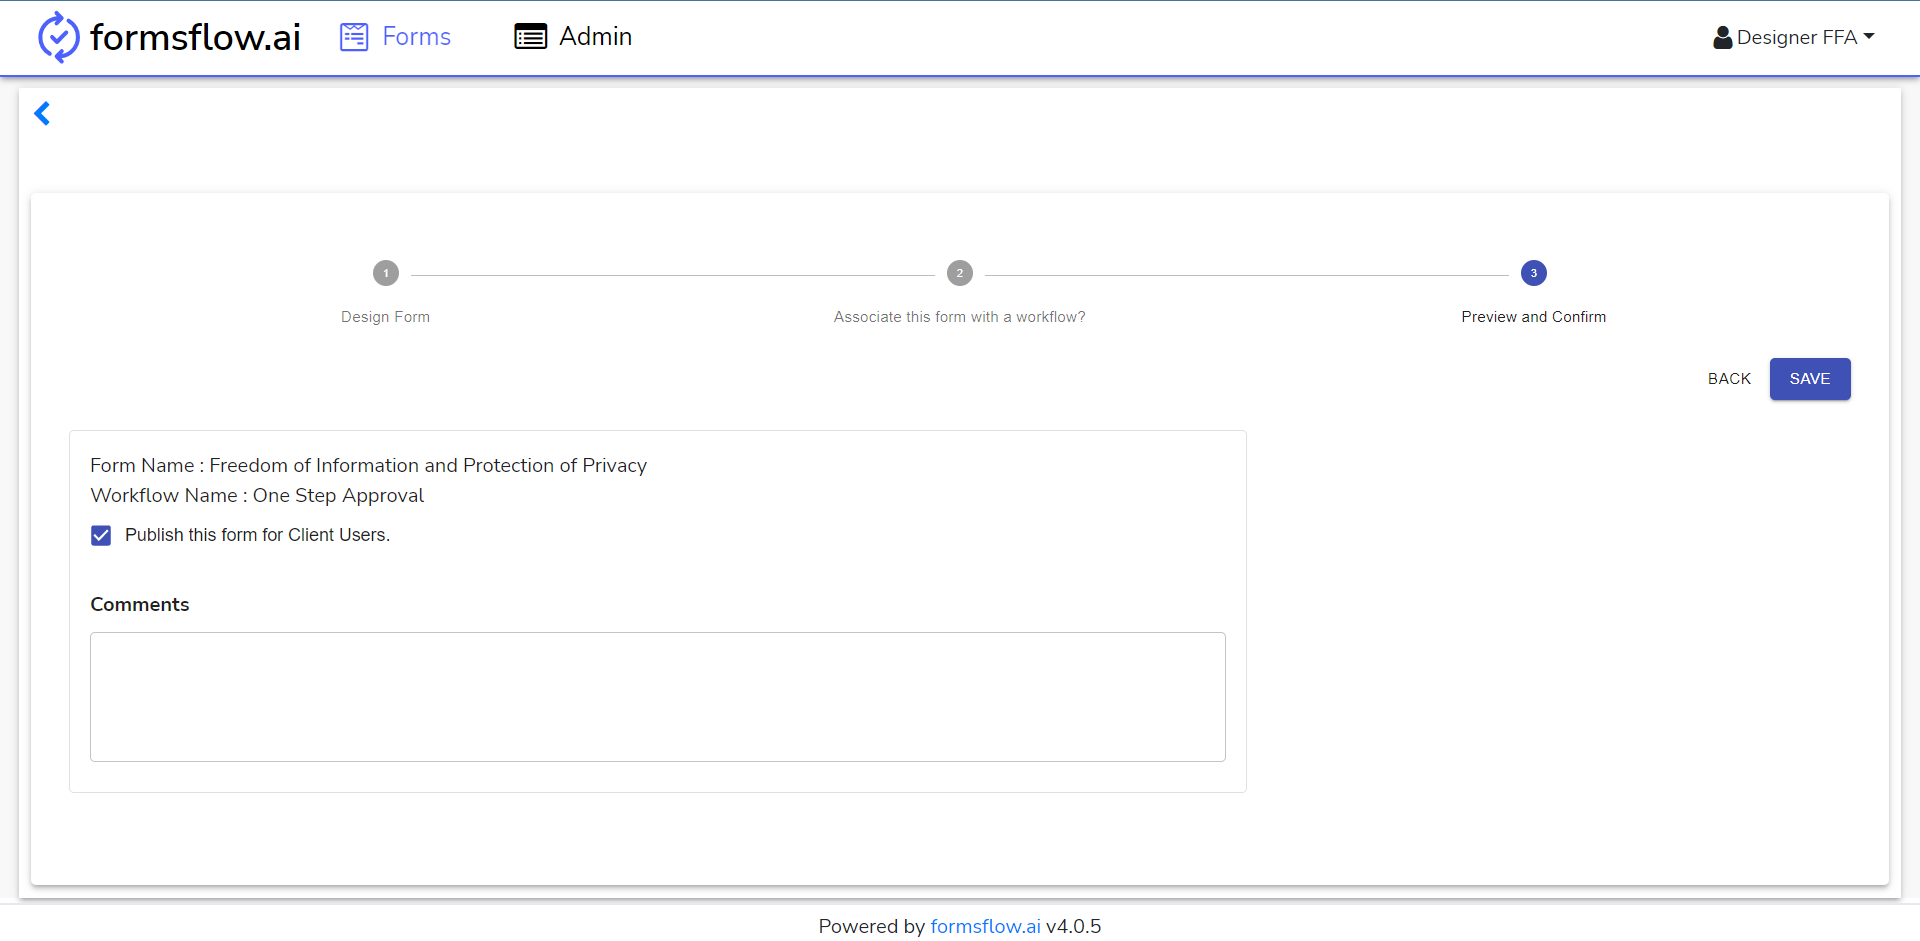 formsflow.ai Forms Admin Designer FFA
1 2 3
Design Form Associate this form with a workflow? Preview and Confirm
BACK SAVE
Form Name : Freedom of Information and Protection of Privacy
Workflow Name : One Step Approval
Publish this form for Client Users.
Comments
Powered by formsflow.ai v4.0.5